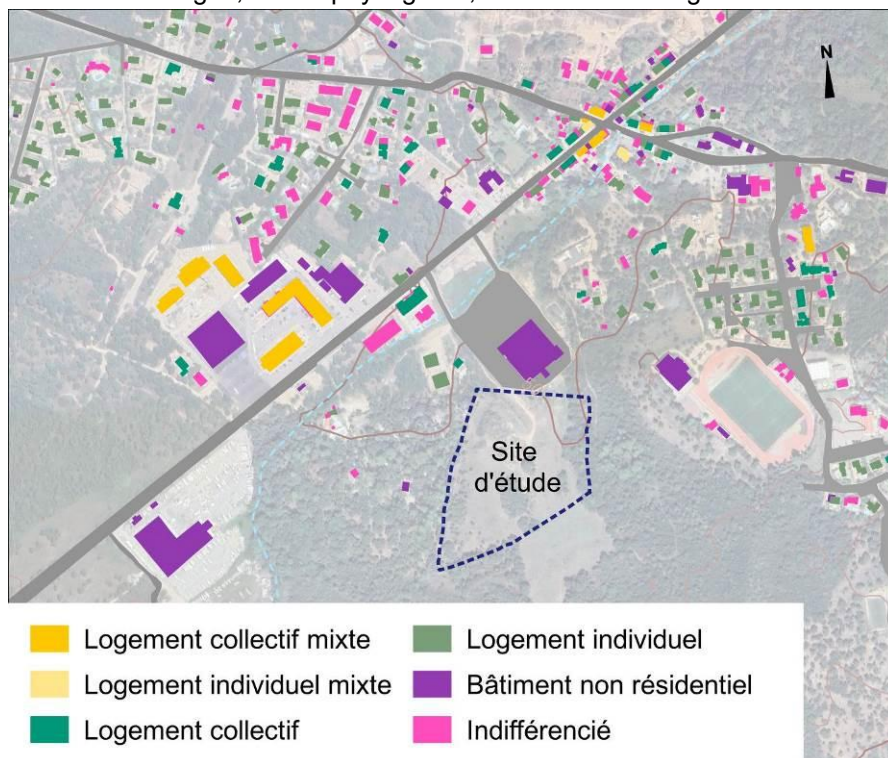 N
Site
d'étude
Logement collectif mixte
Logement individuel
Logement individuel mixte
Bâtiment non résidentiel
Logement collectif
Indifférencié